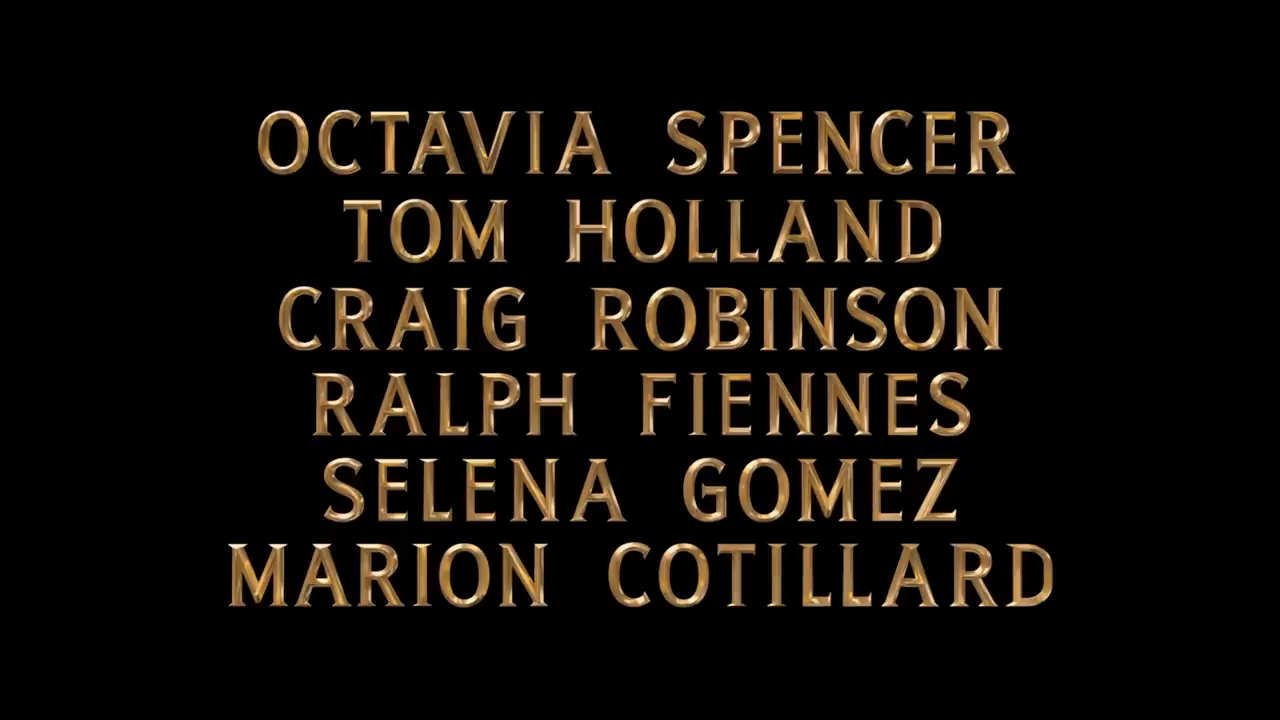 OCTAVIA SPENCER
TOM HOLLAND
CRAIG ROBINSON
RALPH FIENNES
SELENA GOMEZ
MARION COTILLARD